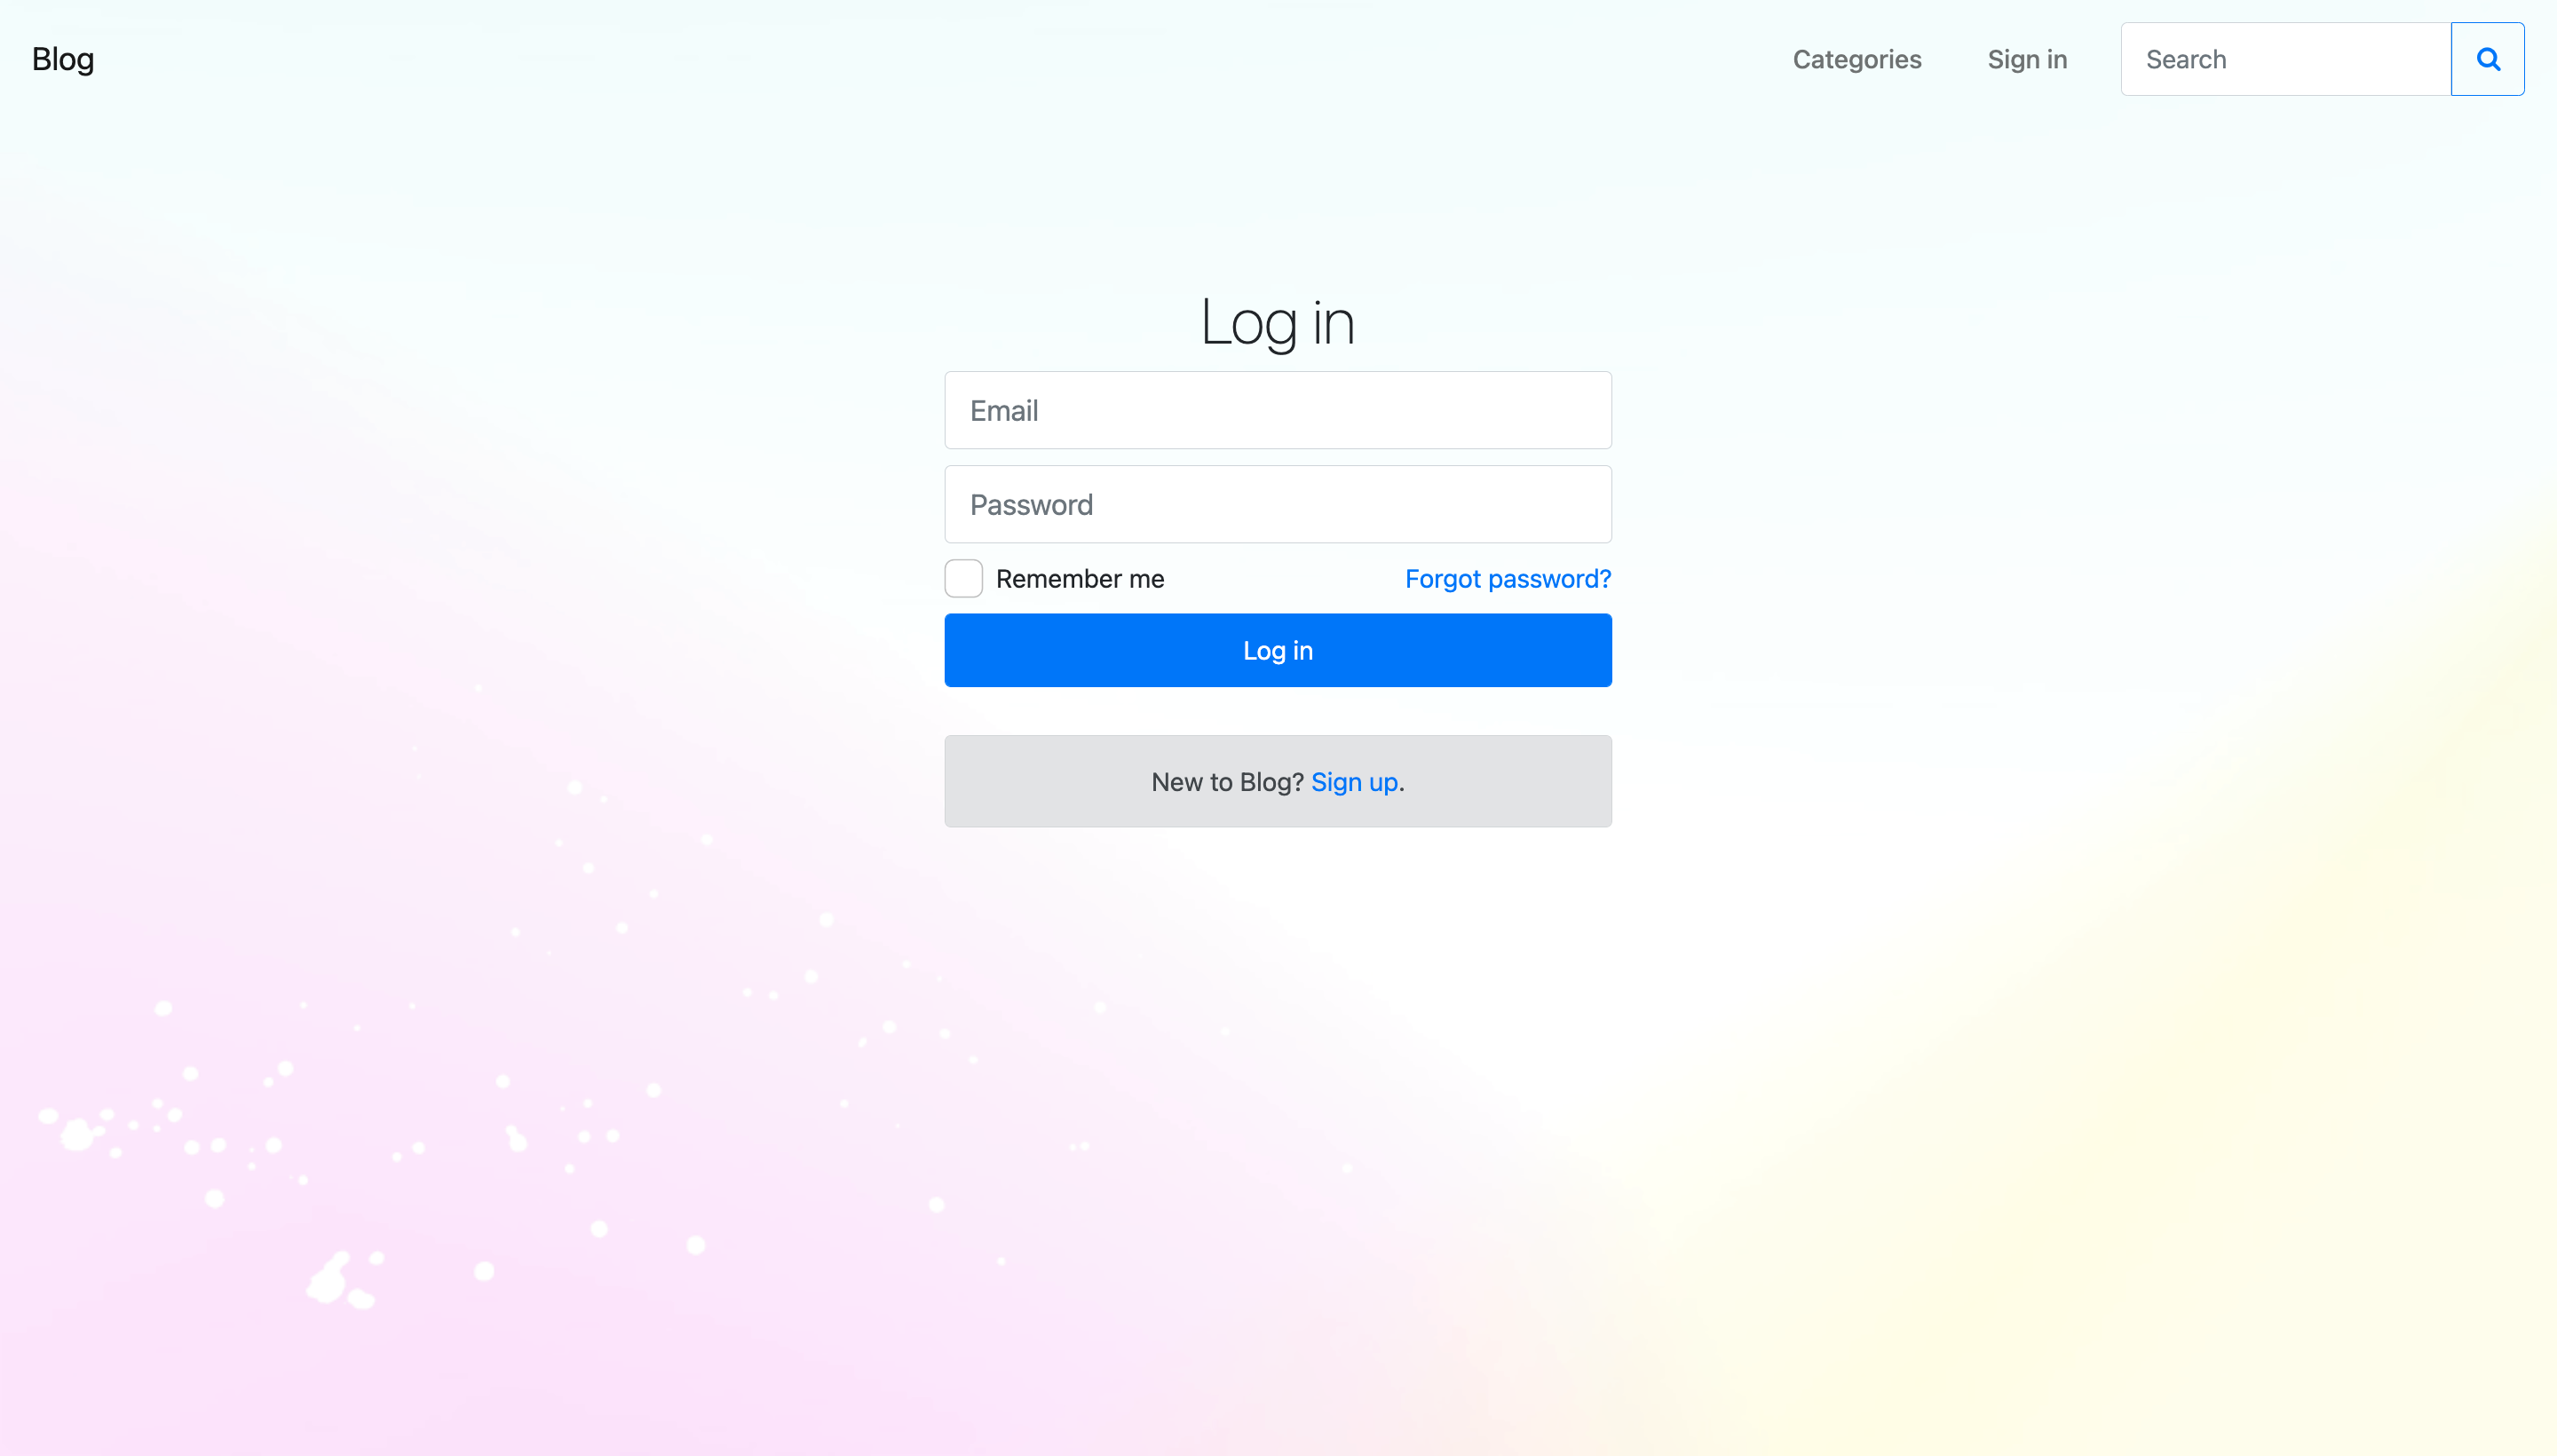 Blog
Categories
Sign in
Search
Log in
Email
Password
Remember me
Forgot password?
Log in
New to Blog? Sign up.